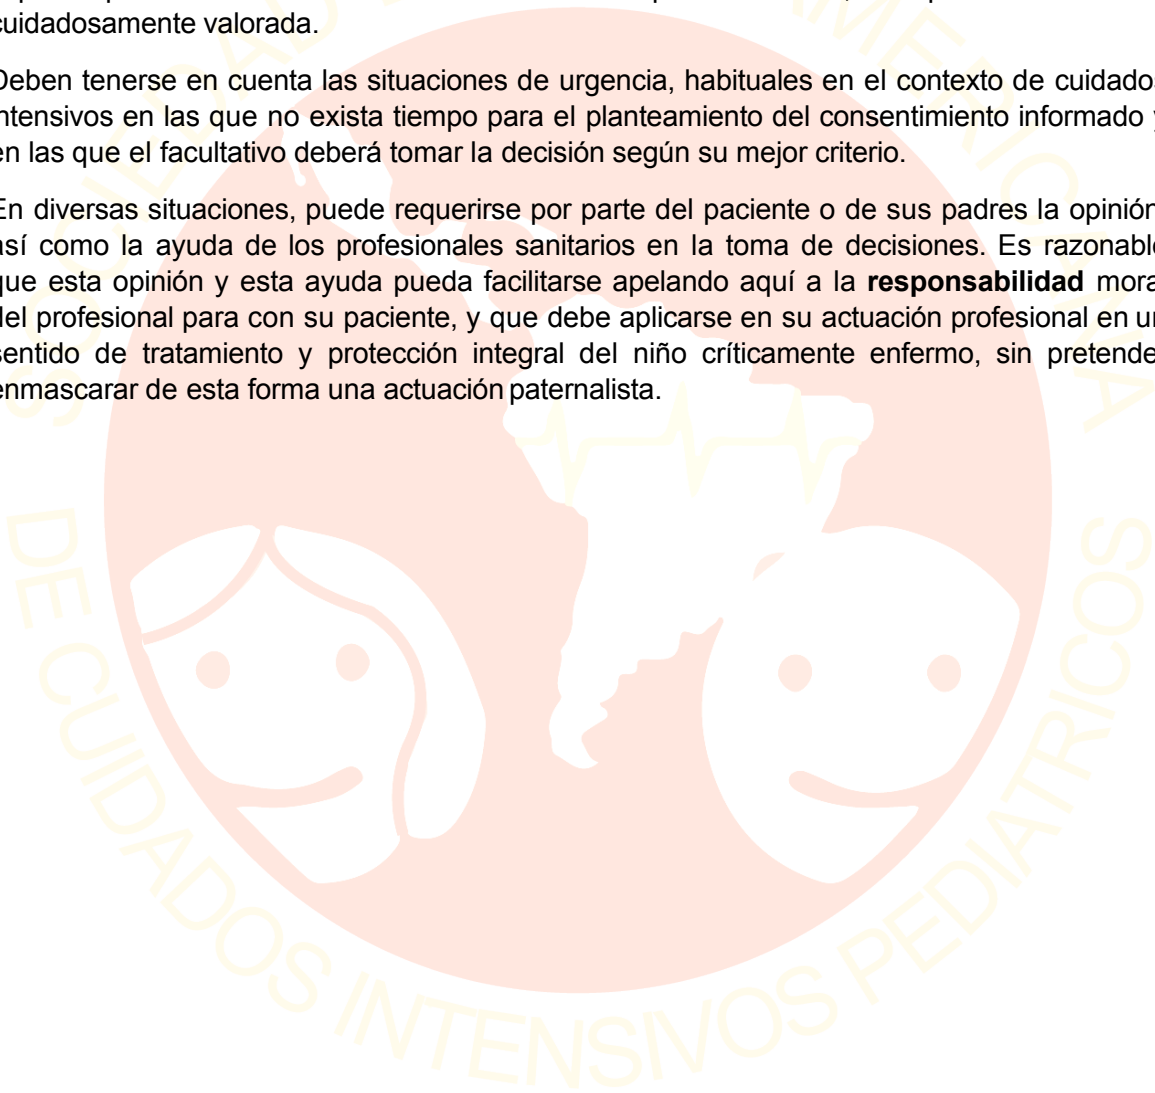 cuidadosamente valorada.
Deben tenerse en cuenta las situaciones de urgencia, habituales en el contexto de cuidados
intensivos en las que no exista tiempo para el planteamiento del consentimiento informado y
en las que el facultativo deberá tomar la decisión según su mejor criterio.
En diversas situaciones, puede requerirse por parte del paciente o de sus padres la opinión
así como la ayuda de los profesionales sanitarios en la toma de decisiones. Es razonable
que esta opinión y esta ayuda pueda facilitarse apelando aquí a la responsabilidad mora
del profesional para con su paciente, y que debe aplicarse en su actuación profesional en un
sentido de tratamiento y protección integral del niño críticamente enfermo, sin pretende
enmascarar de esta forma una actuación paternalista.
SOCIEDAD
AMERICANA
DE CUIDADOS INTENSIVOS PEDIATRICOS